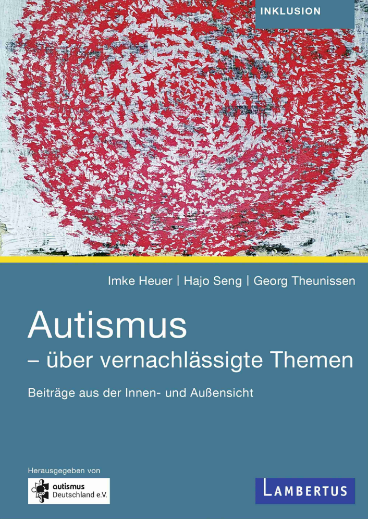 INKLUSION
Imke Heuer | Hajo Seng | Georg Theunissen
Autismus
– über vernachlässigte Themen
Beiträge aus der Innen- und Außensicht
Herausgegeben von
autismus
Deutschland e.V.
LAMBERTUS